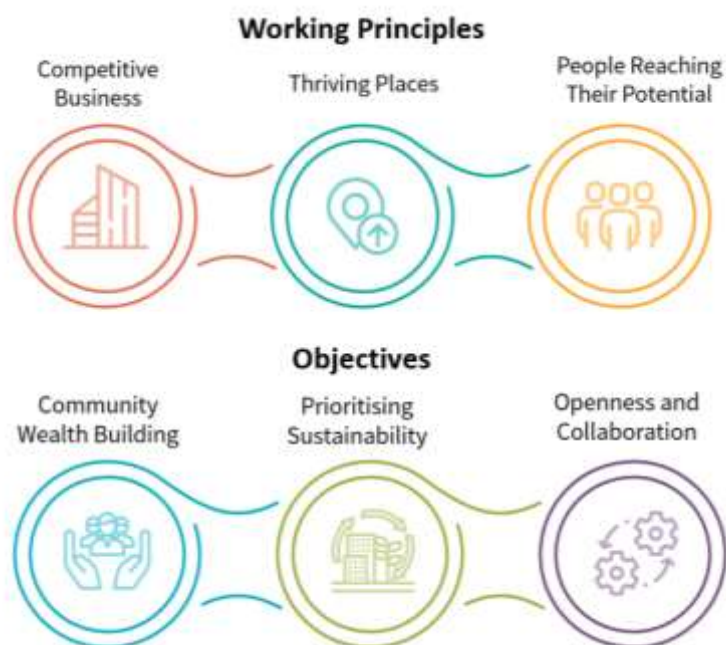 Working Principles
Competitive
Business
Thriving Places
People Reaching
Their Potential
Objectives
Community
Wealth Building
Prioritising
Sustainability
Openness and
Collaboration